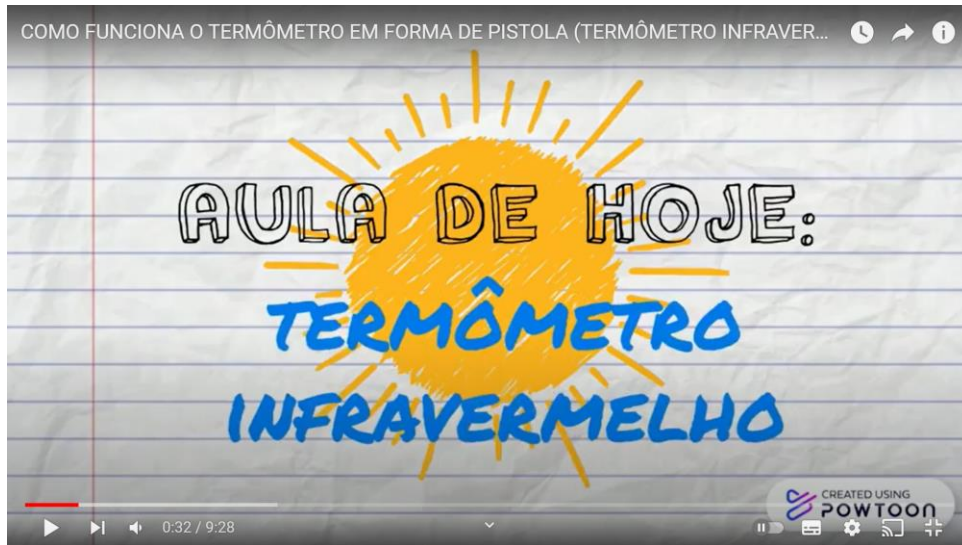 COMO FUNCIONA O TERMÔMETRO EM FORMA DE PISTOLA (TERMÔMETRO INFRAVER...
AULA DE HOJE:
TERMÔMETRO
INFRAVERMELHO
CREATED USING
POWTOON
0:32 / 9:28